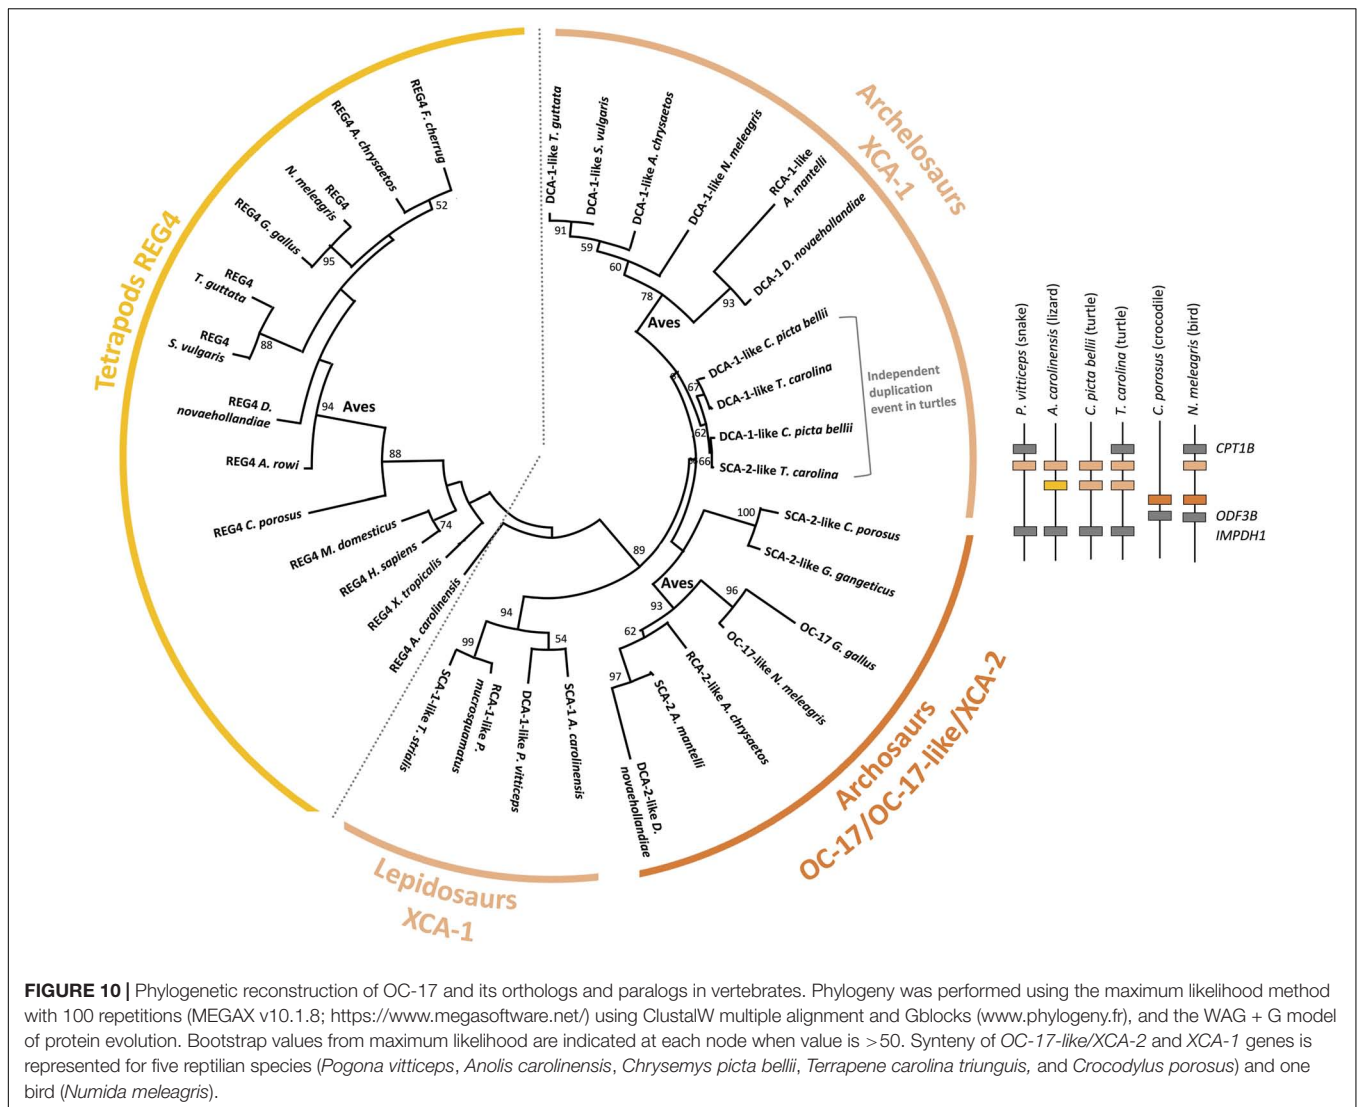 Tetrapods REG4
REG4 F. cherrug
REG4 A. chrysaetos
REG4
N. meleagris
REG4 G. gallus
REG4
T. guttata
REG4
S. vulgaris
REG4 D.
novaehollandiae
REG4 A. rowi
REG4 C. porosus
REG4 M. domesticus
REG4 H. sapiens
REG4 X. tropicalis
REG4 A. carolinensis
52
95
88
94
Aves
88
74
Archelosaurs
XCA-1
DCA-1-like T. guttata
DCA-1-like S. vulgaris
DCA-1-like A. chrysaetos
DCA-1-like N. meleagris
RCA-1-like
A. mantelli
DCA-1 D. novaehollandiae
91
59
60
78
93
Aves
DCA-1-like C. picta bellii
DCA-1-like T. carolina
DCA-1-like C. picta bellii
SCA-2-like T. carolina
67
62
66
Independent
duplication
event in turtles
Archosaurs
OC-17/OC-17-like/XCA-2
SCA-2-like C. porosus
SCA-2-like G. gangeticus
OC-17 G. gallus
OC-17-like N. meleagris
RCA-2-like A. chrysaetos
SCA-2 A. mantelli
DCA-2-like D.
novaehollandiae
100
Aves
96
93
62
97
89
Lepidosaurs
XCA-1
SCA-1 A. carolinensis
DCA-1-like P. vitticeps
RCA-1-like P.
mucrosquamatus
SCA-1-like T. strialis
94
99
54
P. vitticeps (snake)
A. carolinensis (lizard)
C. picta bellii (turtle)
T. carolina (turtle)
C. porosus (crocodile)
N. meleagris (bird)
CPT1B
ODF3B
IMPDH1
FIGURE 10 | Phylogenetic reconstruction of OC-17 and its orthologs and paralogs in vertebrates. Phylogeny was performed using the maximum likelihood method
with 100 repetitions (MEGAX v10.1.8; https://www.megasoftware.net/) using ClustalW multiple alignment and Gblocks (www.phylogeny.fr), and the WAG + G model
of protein evolution. Bootstrap values from maximum likelihood are indicated at each node when value is >50. Synteny of OC-17-like/XCA-2 and XCA-1 genes is
represented for five reptilian species (Pogona vitticeps, Anolis carolinensis, Chrysemys picta bellii, Terrapene carolina triunguis, and Crocodylus porosus) and one
bird (Numida meleagris).